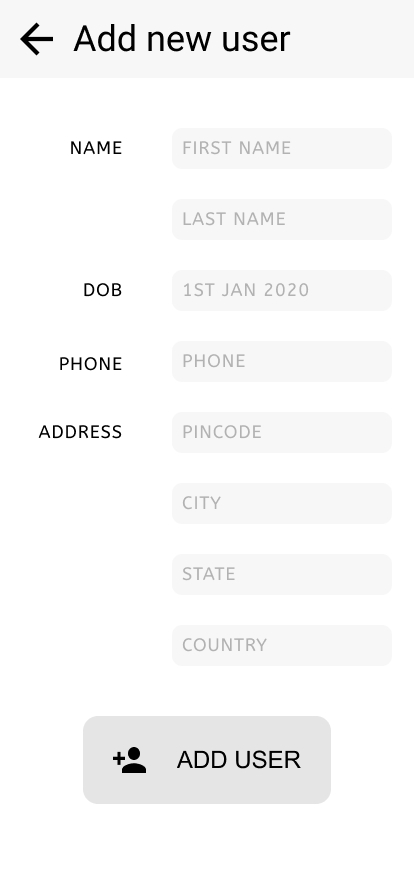 Add new user
NAME FIRST NAME
LAST NAME
DOB 1ST JAN 2020
PHONE PHONE
ADDRESS PINCODE
CITY
STATE
COUNTRY
ADD USER